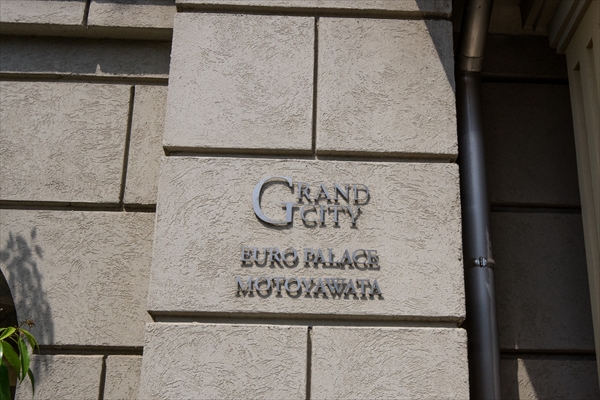 GRAND
CITY
EURO PALACE
MOTOYAWATA